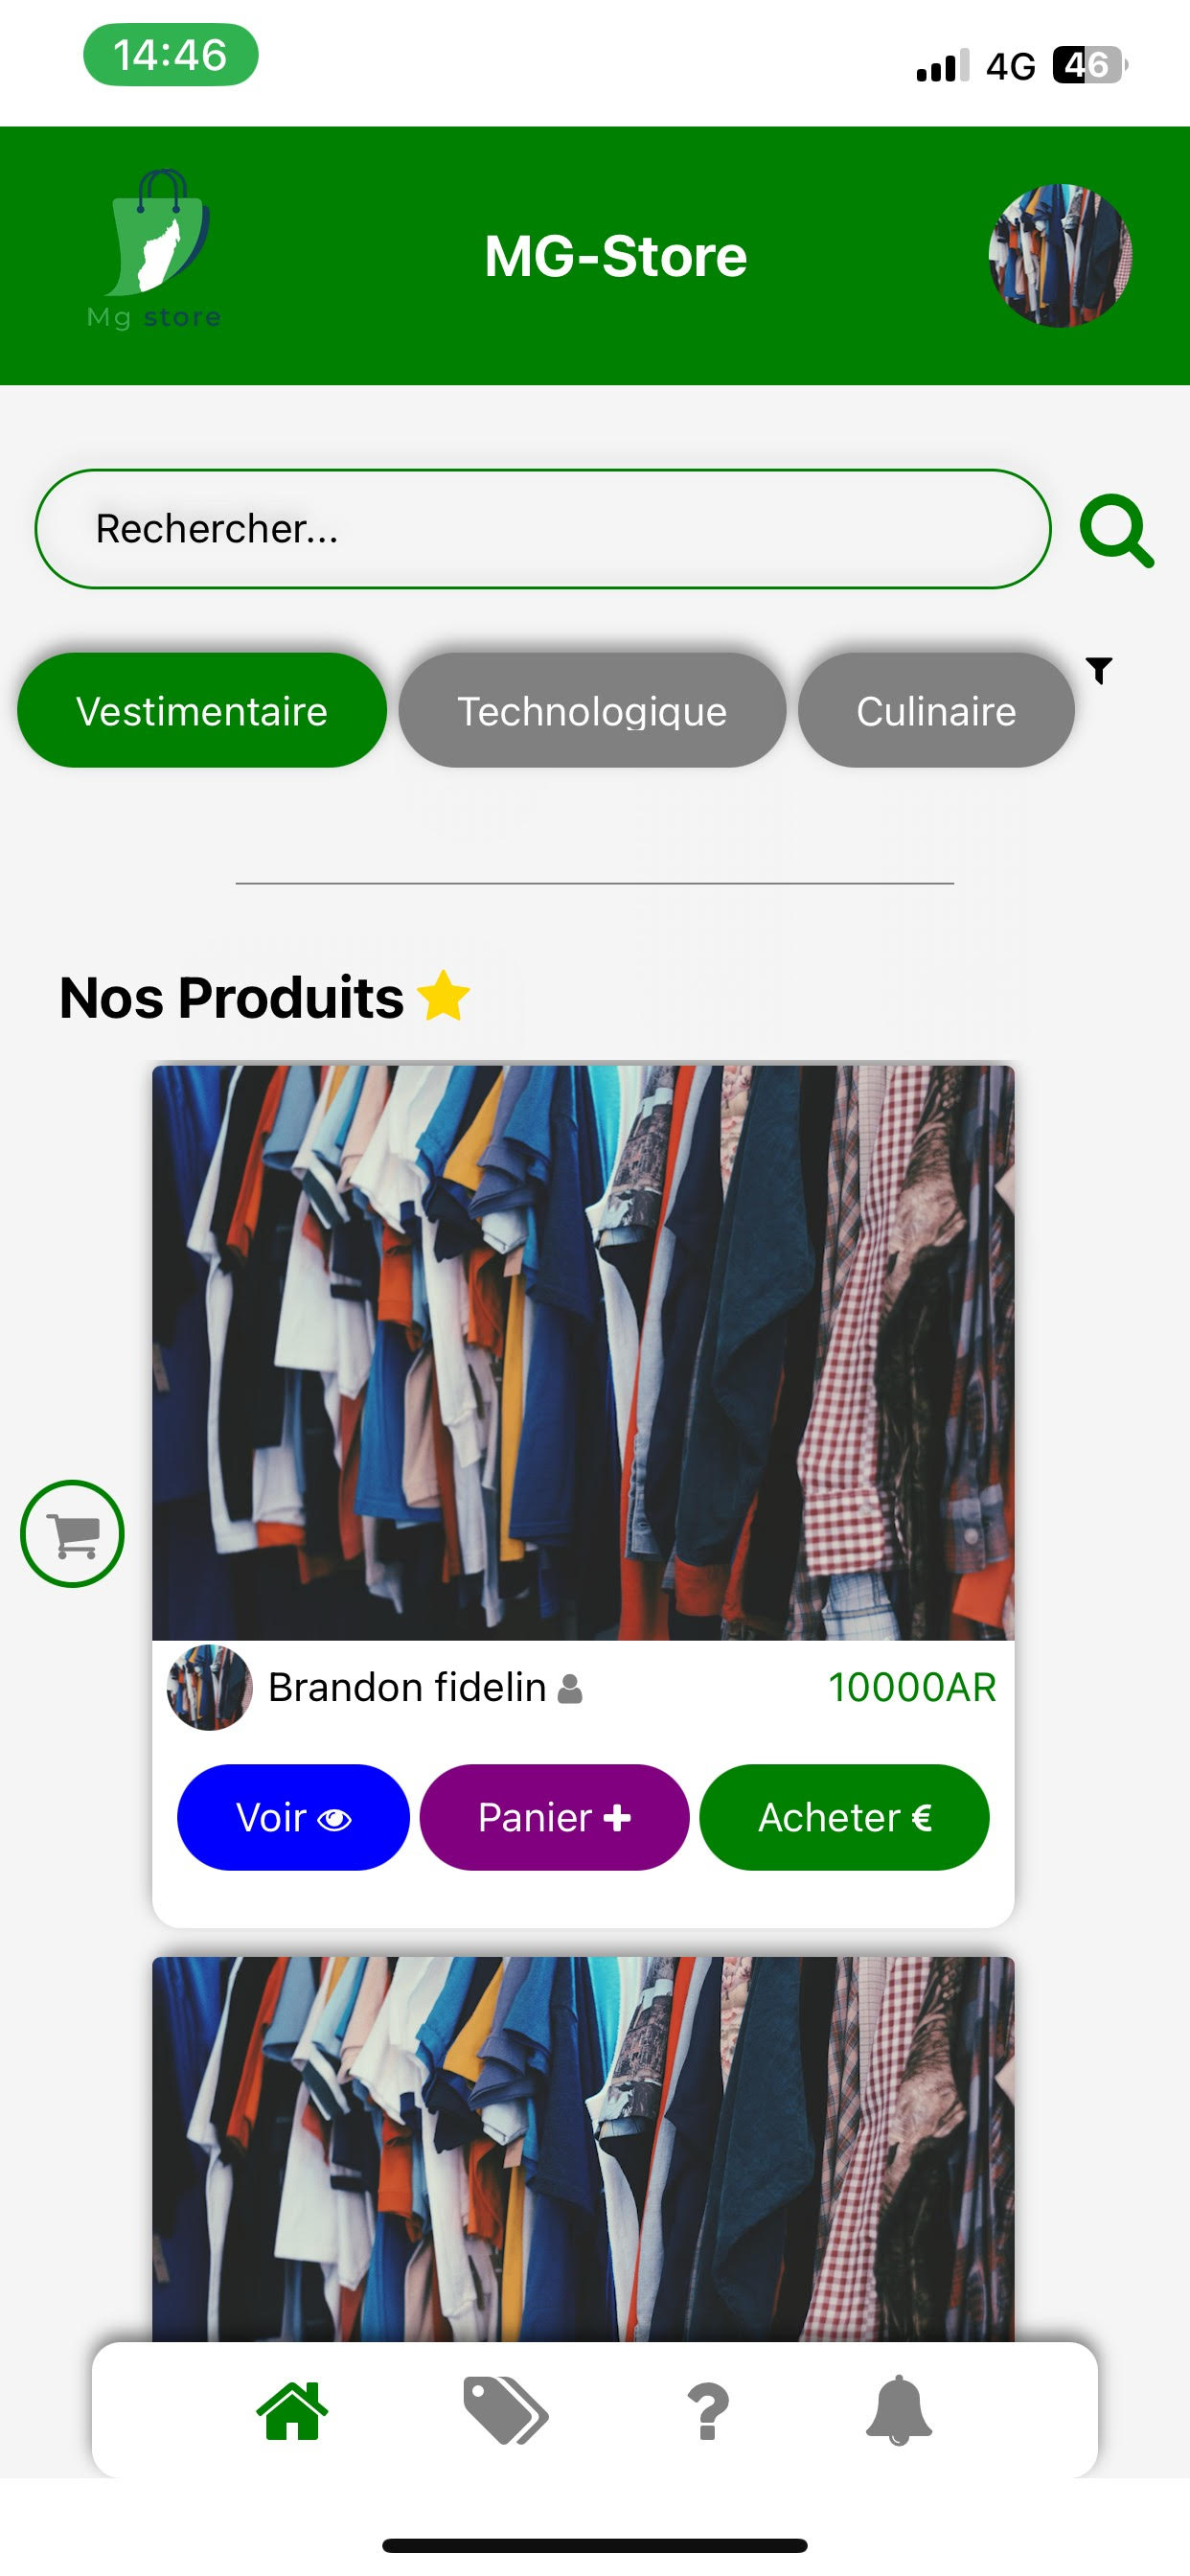 14:46
4G 46
Mg store
MG-Store
Rechercher...
Vestimentaire Technologique Culinaire
Nos Produits
Brandon fidelin 10000AR
Voir Panier + Acheter €
?